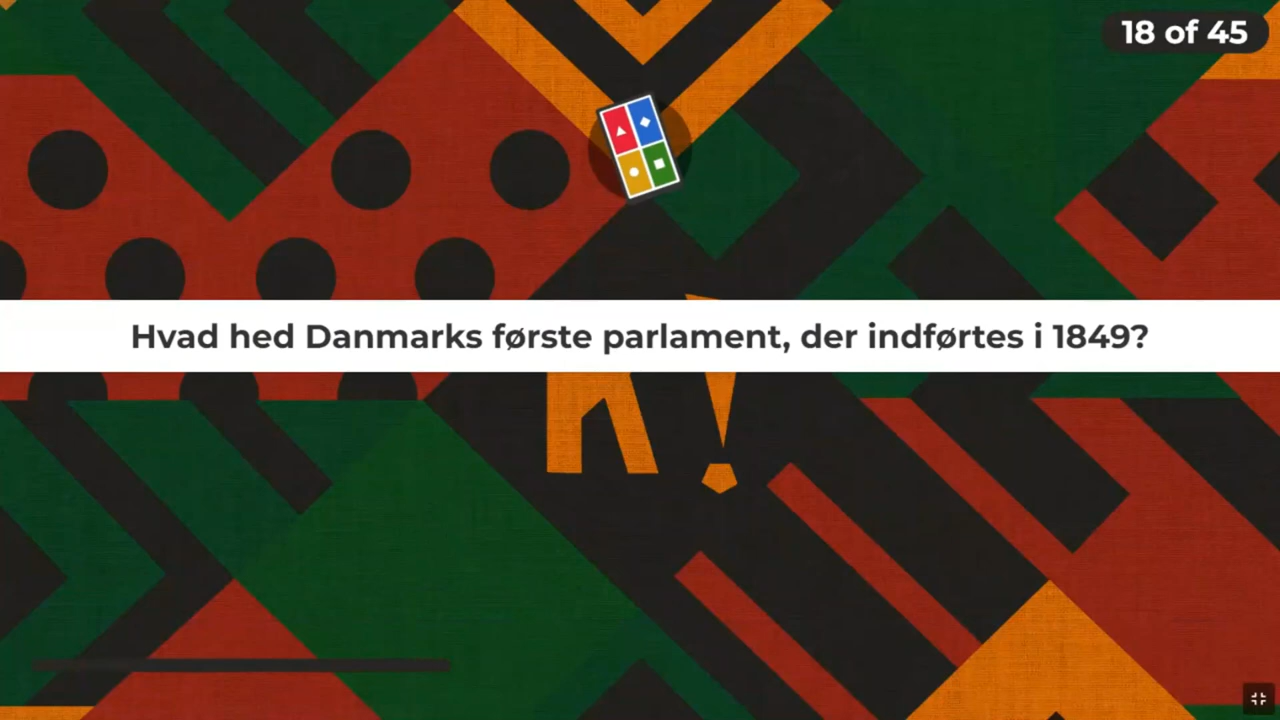 18 of 45
Hvad hed Danmarks første parlament, der indførtes i 1849?